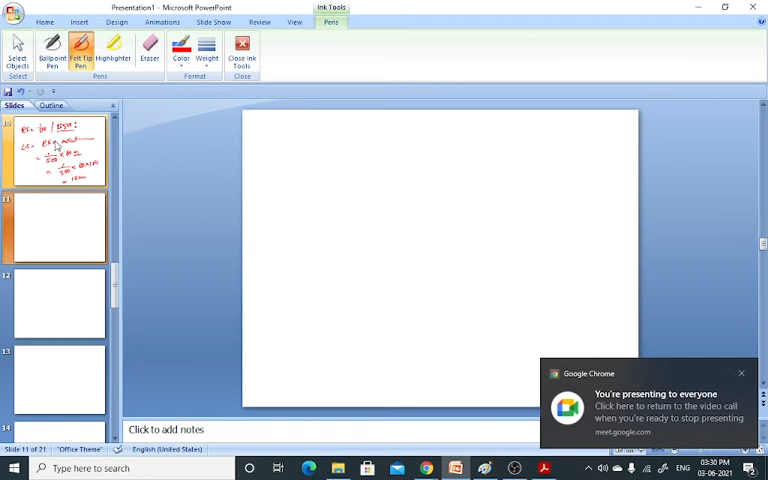 Presentation1 - Microsoft PowerPoint
Ink Tools
Home Insert Design Animations Slide Show Review View Pens
Select Objects
Ballpoint Pen
Felt Tip Pen
Highlighter
Eraser
Color
Weight
Close Ink Tools
Select Pens Format Close
Slides Outline
10
11
12
13
14
Click to add notes
Google Chrome
You're presenting to everyone
Click here to return to the video call
when you're ready to stop presenting
meet.google.com
Slide 11 of 21 "Office Theme" English (United States)
Type here to search
ENG
03:30 PM
03-06-2021
2